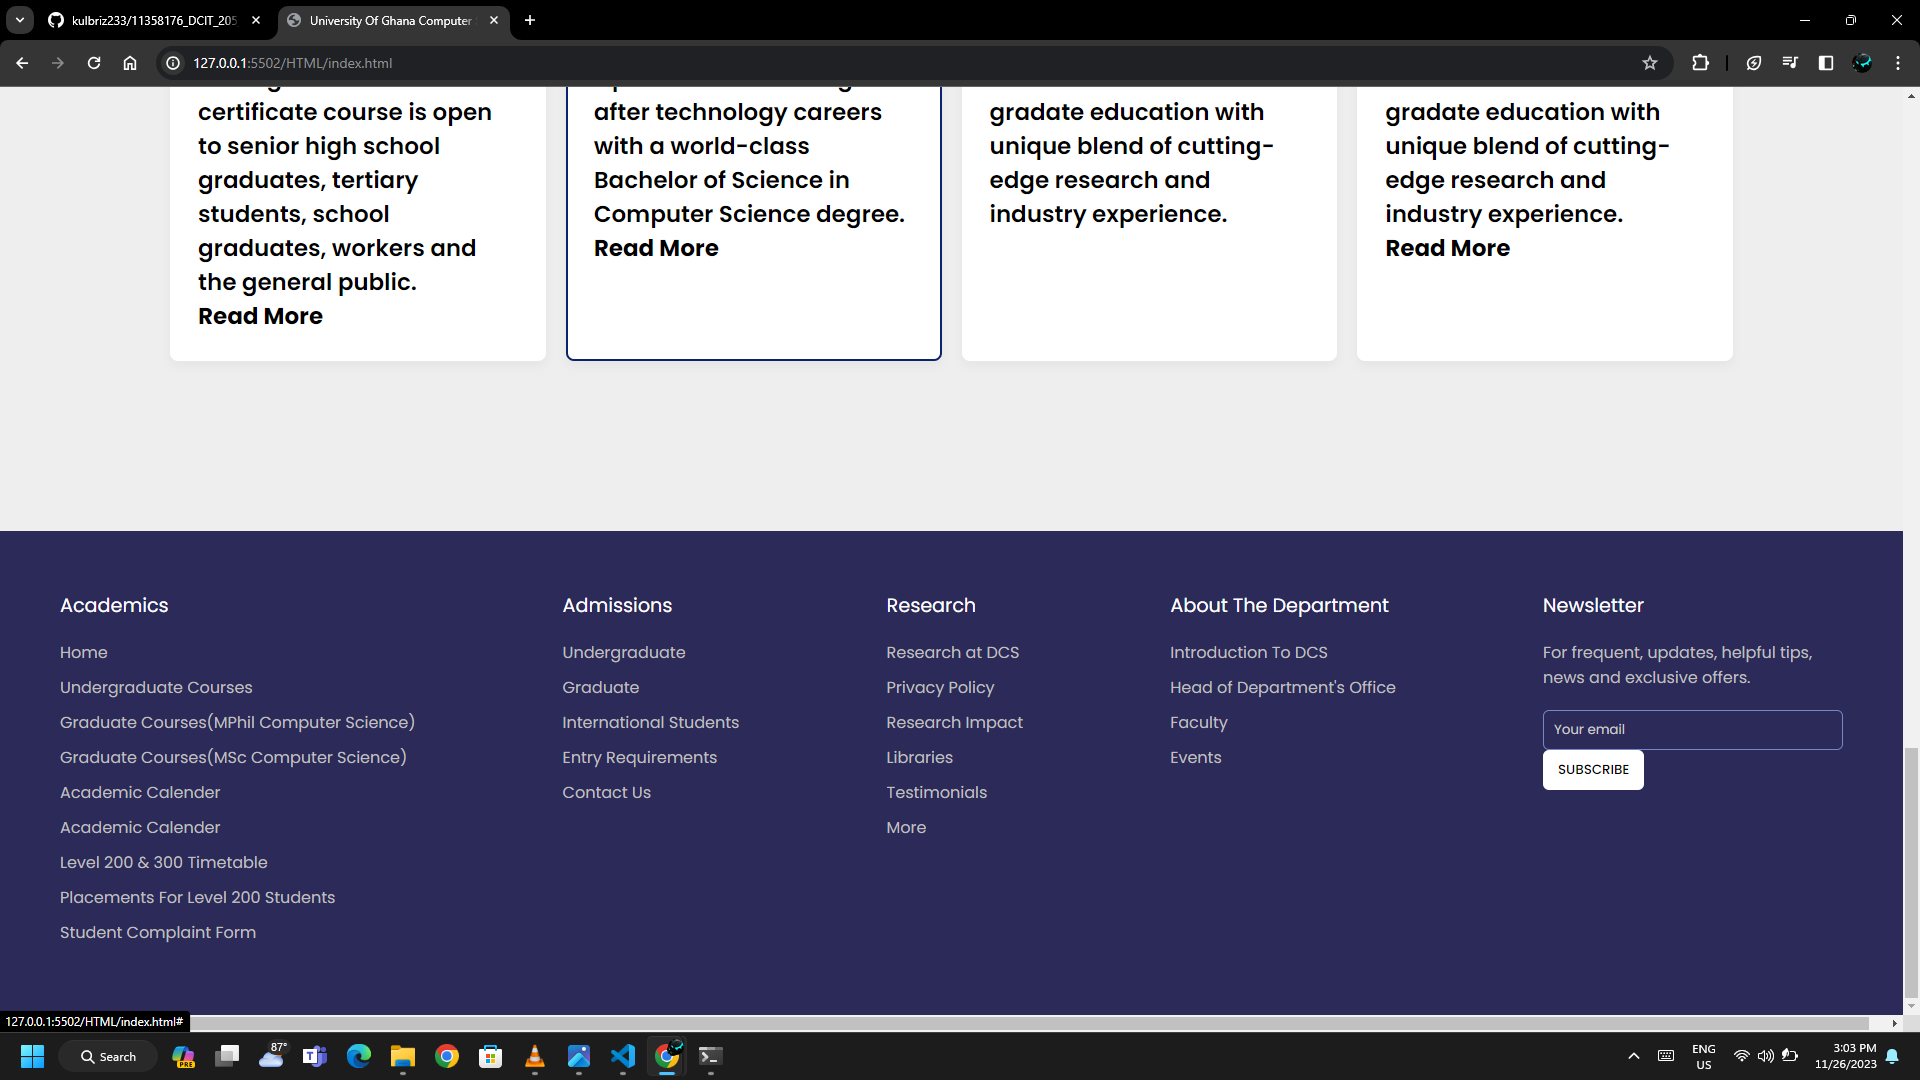 kulbriz233/11358176_DCIT_205
University Of Ghana Computer
127.0.0.1:5502/HTML/index.html
certificate course is open
to senior high school
graduates, tertiary
students, school
graduates, workers and
the general public.
Read More
after technology careers
with a world-class
Bachelor of Science in
Computer Science degree.
Read More
gradate education with
unique blend of cutting-
edge research and
industry experience.
gradate education with
unique blend of cutting-
edge research and
industry experience.
Read More
Academics
Home
Undergraduate Courses
Graduate Courses(MPhil Computer Science)
Graduate Courses(MSc Computer Science)
Academic Calender
Academic Calender
Level 200 & 300 Timetable
Placements For Level 200 Students
Student Complaint Form
Admissions
Undergraduate
Graduate
International Students
Entry Requirements
Contact Us
Research
Research at DCS
Privacy Policy
Research Impact
Libraries
Testimonials
More
About The Department
Introduction To DCS
Head of Department's Office
Faculty
Events
Newsletter
For frequent, updates, helpful tips,
news and exclusive offers.
Your email
SUBSCRIBE
127.0.0.1:5502/HTML/index.html#
Search
PRE
87°
ENG
US
3:03 PM
11/26/2023